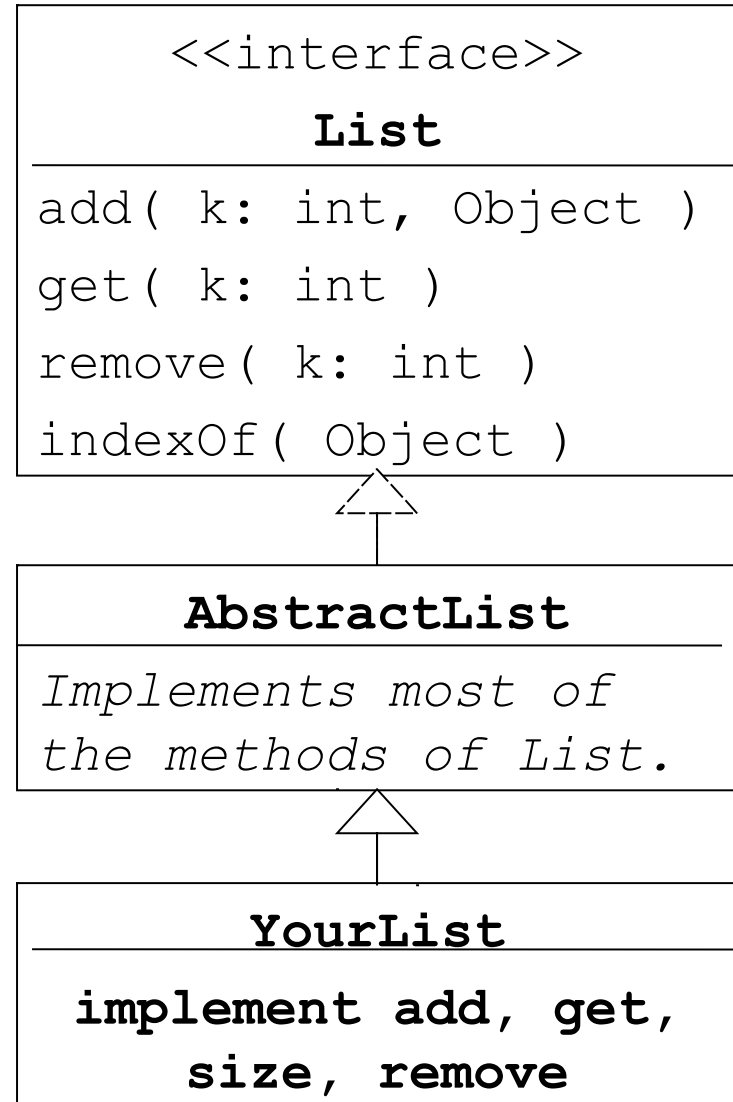 <<interface>>
List
add( k: int, Object )
get( k: int )
remove( k: int )
indexOf( Object )
AbstractList
Implements most of
the methods of List.
YourList
implement add, get,
size, remove